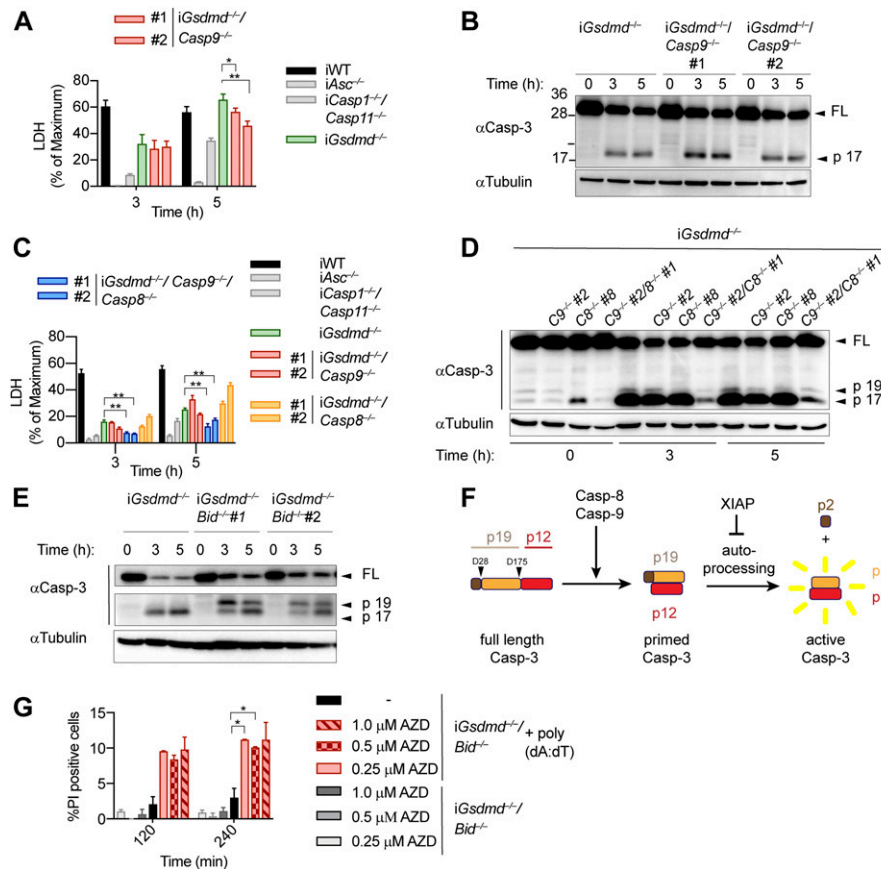 A
#1 iGsdmd–/–/
#2 Casp9–/–
LDH
(% of Maximum)
100
80
60
40
20
0
3 5
Time (h)
* 
**
iWT
iAsc–/–
iCasp1–/–/
Casp11–/–
iGsdmd–/–
B
iGsdmd–/– iGsdmd–/–/ iGsdmd–/–/
Casp9–/– Casp9–/–
#1 #2
Time (h): 0 3 5 0 3 5 0 3 5
36
28
17
αCasp-3
FL
p 17
αTubulin
C
#1 iGsdmd–/–/ Casp9–/–/
#2 Casp8–/–
LDH
(% of Maximum)
80
60
40
20
0
**
**
**
**
3 5
Time (h)
iWT
iAsc–/–
iCasp1–/–/
Casp11–/–
iGsdmd–/–
#1 iGsdmd–/–/
#2 Casp9–/–
#1 iGsdmd–/–/
#2 Casp8–/–
D
iGsdmd–/–
C9–/–#2 C8–/–#8 C9–/–#2/8–/–#1 C9–/–#2 C8–/–#8 C9–/–#2/C8–/–#1 C9–/–#2 C8–/–#8 C9–/–#2/C8–/–#1
αCasp-3
FL
p 19
p 17
αTubulin
Time (h): 0 3 5
E
iGsdmd–/– iGsdmd–/–/ iGsdmd–/–/
Bid–/–#1 Bid–/–#2
Time (h): 0 3 5 0 3 5 0 3 5
αCasp-3
FL
p 19
p 17
αTubulin
F
Casp-8
Casp-9
XIAP
p2
+
p19 p12
D28 D175
p19
p12
auto-
processing
p
p
full length
Casp-3
primed
Casp-3
active
Casp-3
G
%PI positive cells
15
10
5
0
*
*
120 240
Time (min)
-
1.0 μM AZD
0.5 μM AZD
0.25 μM AZD
iGsdmd–/–/
Bid–/–
+ poly
(dA:dT)
1.0 μM AZD
0.5 μM AZD
0.25 μM AZD
iGsdmd–/–/
Bid–/–